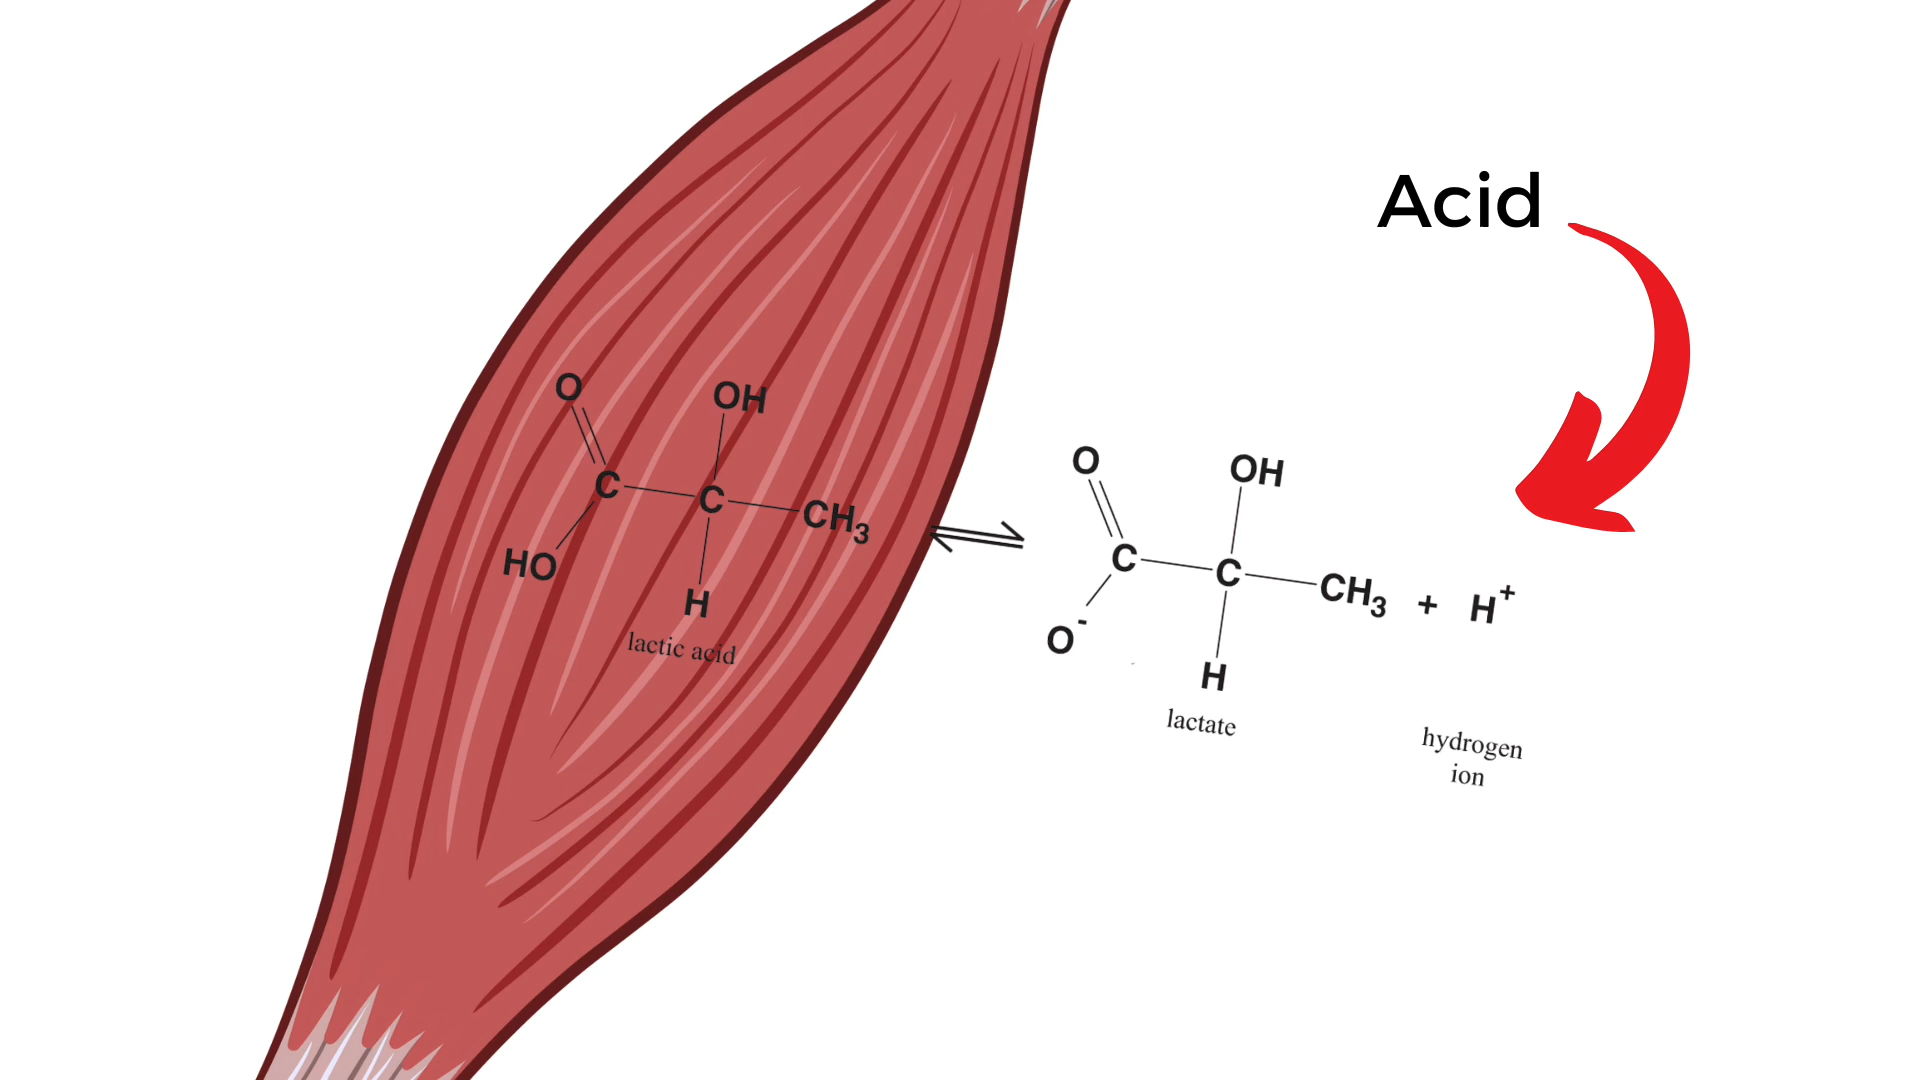 Acid
O
OH
C
C
CH₃
HO
H
lactic acid
O
OH
C
C
CH₃ + H⁺
O⁻
H
lactate
hydrogen
ion